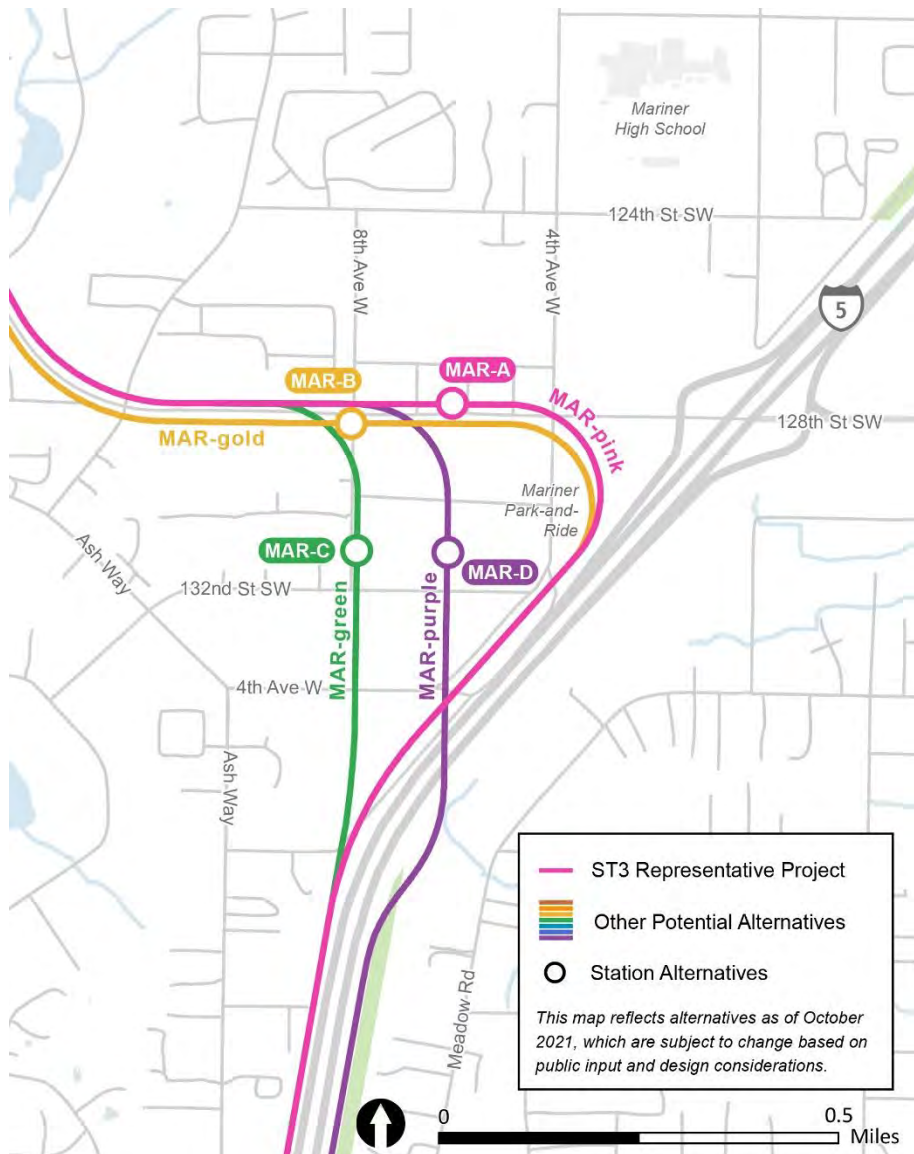 Mariner
High School
124th St SW
8th Ave W
4th Ave W
5
MAR-B
MAR-A
MAR-pink
128th St SW
MAR-gold
Mariner
Park-and-
Ride
Ash Way
MAR-C
MAR-D
132nd St SW
MAR-green
MAR-purple
4th Ave W
Ash Way
Meadow Rd
ST3 Representative Project
Other Potential Alternatives
Station Alternatives
This map reflects alternatives as of October
2021, which are subject to change based on
public input and design considerations.
0
0.5
Miles